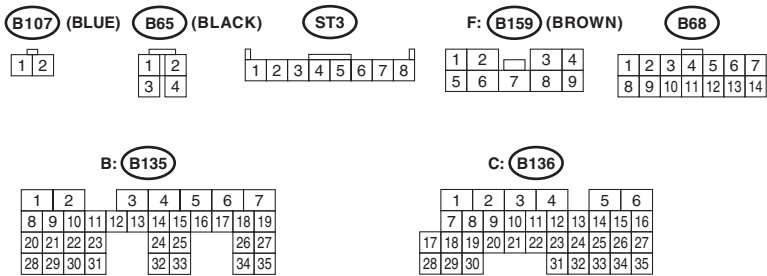 B107 (BLUE) B65 (BLACK) ST3 F: B159 (BROWN) B68
1 2
1 2
3 4
1 2 3 4 5 6 7 8
1 2 3 4
5 6 7 8 9
1 2 3 4 5 6 7
8 9 10 11 12 13 14
B: B135
1 2 3 4 5 6 7
8 9 10 11 12 13 14 15 16 17 18 19
20 21 22 23 24 25 26 27
28 29 30 31 32 33 34 35
C: B136
1 2 3 4 5 6
7 8 9 10 11 12 13 14 15 16
17 18 19 20 21 22 23 24 25 26 27
28 29 30 31 32 33 34 35